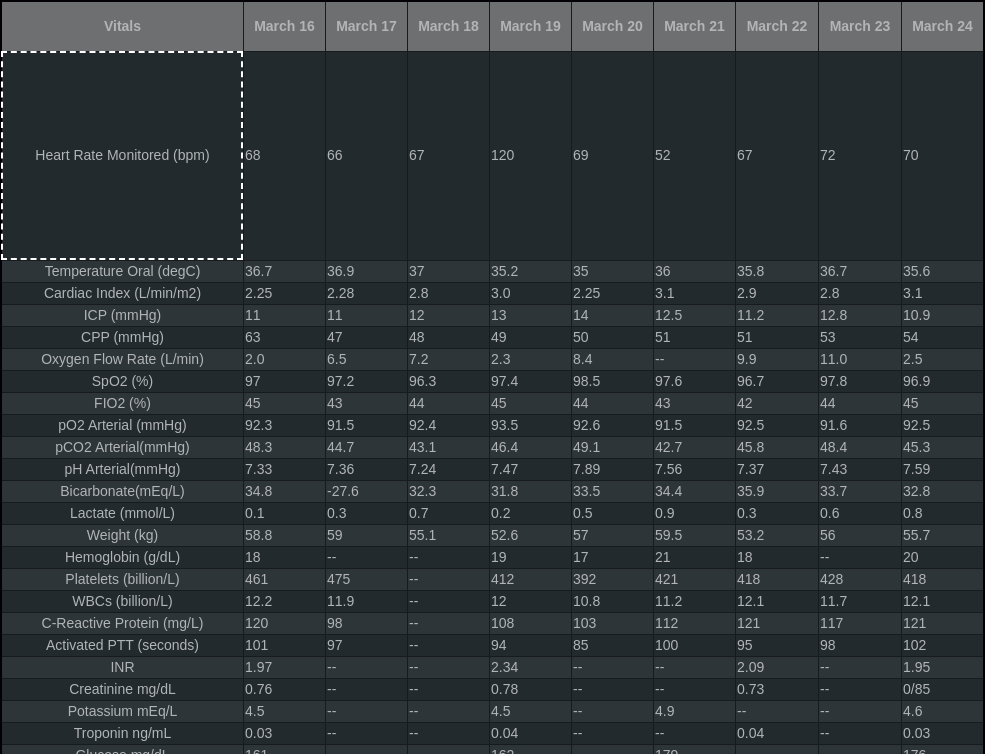 Vitals March 16 March 17 March 18 March 19 March 20 March 21 March 22 March 23 March 24
Heart Rate Monitored (bpm) 68 66 67 120 69 52 67 72 70
Temperature Oral (degC) 36.7 36.9 37 35.2 35 36 35.8 36.7 35.6
Cardiac Index (L/min/m2) 2.25 2.28 2.8 3.0 2.25 3.1 2.9 2.8 3.1
ICP (mmHg) 11 11 12 13 14 12.5 11.2 12.8 10.9
CPP (mmHg) 63 47 48 49 50 51 51 53 54
Oxygen Flow Rate (L/min) 2.0 6.5 7.2 2.3 8.4 -- 9.9 11.0 2.5
SpO2 (%) 97 97.2 96.3 97.4 98.5 97.6 96.7 97.8 96.9
FIO2 (%) 45 43 44 45 44 43 42 44 45
pO2 Arterial (mmHg) 92.3 91.5 92.4 93.5 92.6 91.5 92.5 91.6 92.5
pCO2 Arterial(mmHg) 48.3 44.7 43.1 46.4 49.1 42.7 45.8 48.4 45.3
pH Arterial(mmHg) 7.33 7.36 7.24 7.47 7.89 7.56 7.37 7.43 7.59
Bicarbonate(mEq/L) 34.8 -27.6 32.3 31.8 33.5 34.4 35.9 33.7 32.8
Lactate (mmol/L) 0.1 0.3 0.7 0.2 0.5 0.9 0.3 0.6 0.8
Weight (kg) 58.8 59 55.1 52.6 57 59.5 53.2 56 55.7
Hemoglobin (g/dL) 18 -- -- 19 17 21 18 -- 20
Platelets (billion/L) 461 475 -- 412 392 421 418 428 418
WBCs (billion/L) 12.2 11.9 -- 12 10.8 11.2 12.1 11.7 12.1
C-Reactive Protein (mg/L) 120 98 -- 108 103 112 121 117 121
Activated PTT (seconds) 101 97 -- 94 85 100 95 98 102
INR 1.97 -- -- 2.34 -- -- 2.09 -- 1.95
Creatinine mg/dL 0.76 -- -- 0.78 -- -- 0.73 -- 0/85
Potassium mEq/L 4.5 -- -- 4.5 -- 4.9 -- -- 4.6
Troponin ng/mL 0.03 -- -- 0.04 -- -- 0.04 -- 0.03